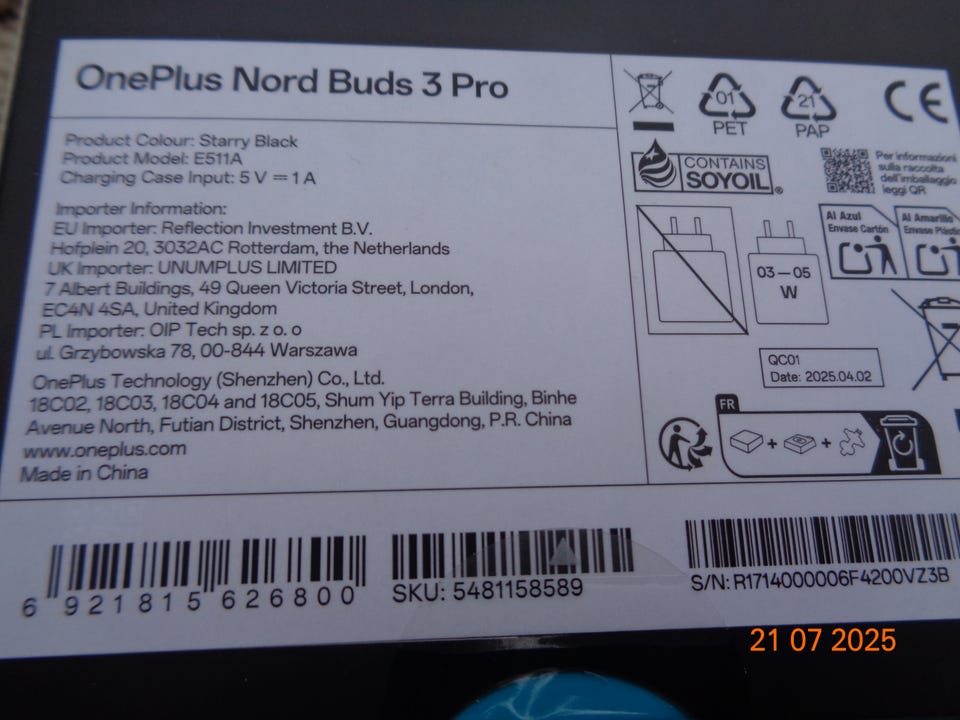 OnePlus Nord Buds 3 Pro
Product Colour: Starry Black
Product Model: E511A
Charging Case Input: 5 V ⎓ 1 A
Importer Information:
EU Importer: Reflection Investment B.V.
Hofplein 20, 3032AC Rotterdam, the Netherlands
UK Importer: UNUMPLUS LIMITED
7 Albert Buildings, 49 Queen Victoria Street, London,
EC4N 4SA, United Kingdom
PL Importer: OIP Tech sp. z o. o
ul. Grzybowska 78, 00-844 Warszawa
OnePlus Technology (Shenzhen) Co., Ltd.
18C02, 18C03, 18C04 and 18C05, Shum Yip Terra Building, Binhe
Avenue North, Futian District, Shenzhen, Guangdong, P.R. China
www.oneplus.com
Made in China
01
PET
21
PAP
CE
CONTAINS
SOYOIL®
Per informazioni
sulla raccolta
dell'imballaggio
leggi QR
03 – 05
W
Al Azul
Envase Cartón
Al Amarillo
Envase Plástico
QC01
Date: 2025.04.02
FR
+ +
6 921815 626800
SKU: 5481158589
S/N: R1714000006F4200VZ3B
21 07 2025